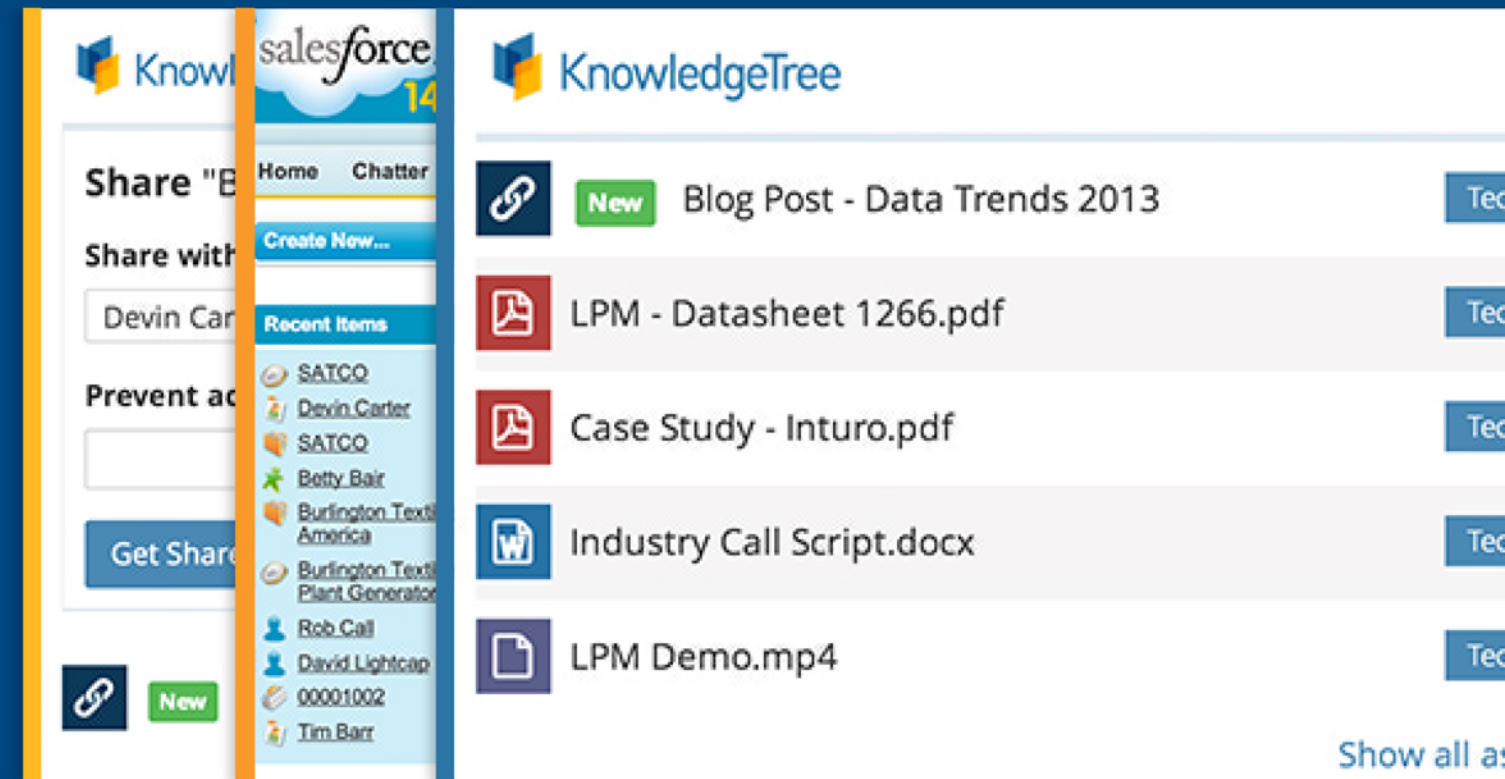 Knowl
Share "B
Share with
Devin Car
Prevent ac
Get Share
New
salesforce
14
Home Chatter
Create New...
Recent Items
SATCO
Devin Carter
SATCO
Betty Bair
Burlington Texti
America
Burlington Texti
Plant Generator
Rob Call
David Lightcap
00001002
Tim Barr
KnowledgeTree
New Blog Post - Data Trends 2013 Tec
LPM - Datasheet 1266.pdf Tec
Case Study - Inturo.pdf Tec
Industry Call Script.docx Tec
LPM Demo.mp4 Tec
Show all as